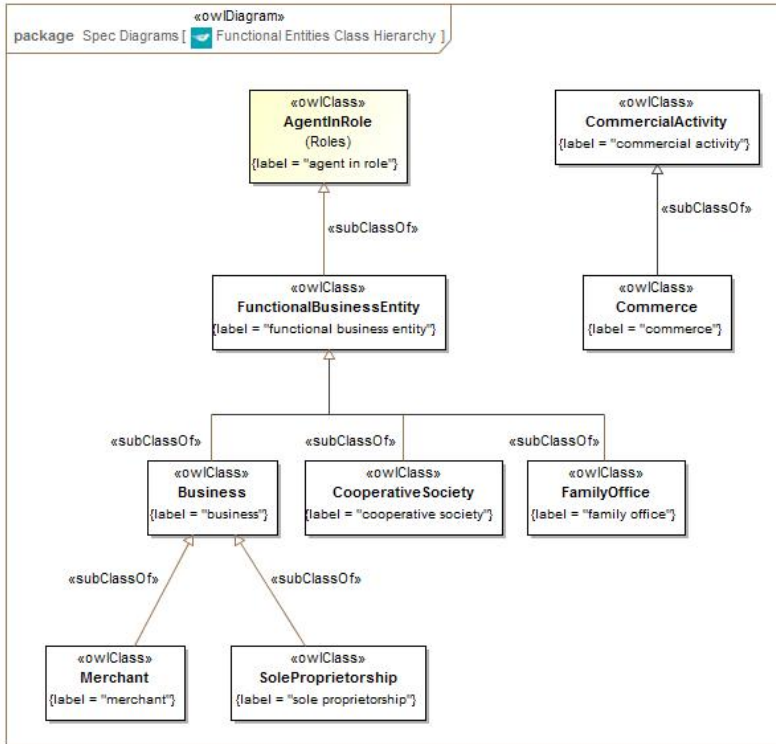 «owlDiagram»
package Spec Diagrams [ Functional Entities Class Hierarchy ]
«owlClass»
AgentInRole
(Roles)
{label = "agent in role"}
«owlClass»
CommercialActivity
{label = "commercial activity"}
«subClassOf»
«subClassOf»
«owlClass»
FunctionalBusinessEntity
{label = "functional business entity"}
«owlClass»
Commerce
{label = "commerce"}
«subClassOf»
«subClassOf»
«subClassOf»
«owlClass»
Business
{label = "business"}
«owlClass»
CooperativeSociety
{label = "cooperative society"}
«owlClass»
FamilyOffice
{label = "family office"}
«subClassOf»
«subClassOf»
«owlClass»
Merchant
{label = "merchant"}
«owlClass»
SoleProprietorship
{label = "sole proprietorship"}